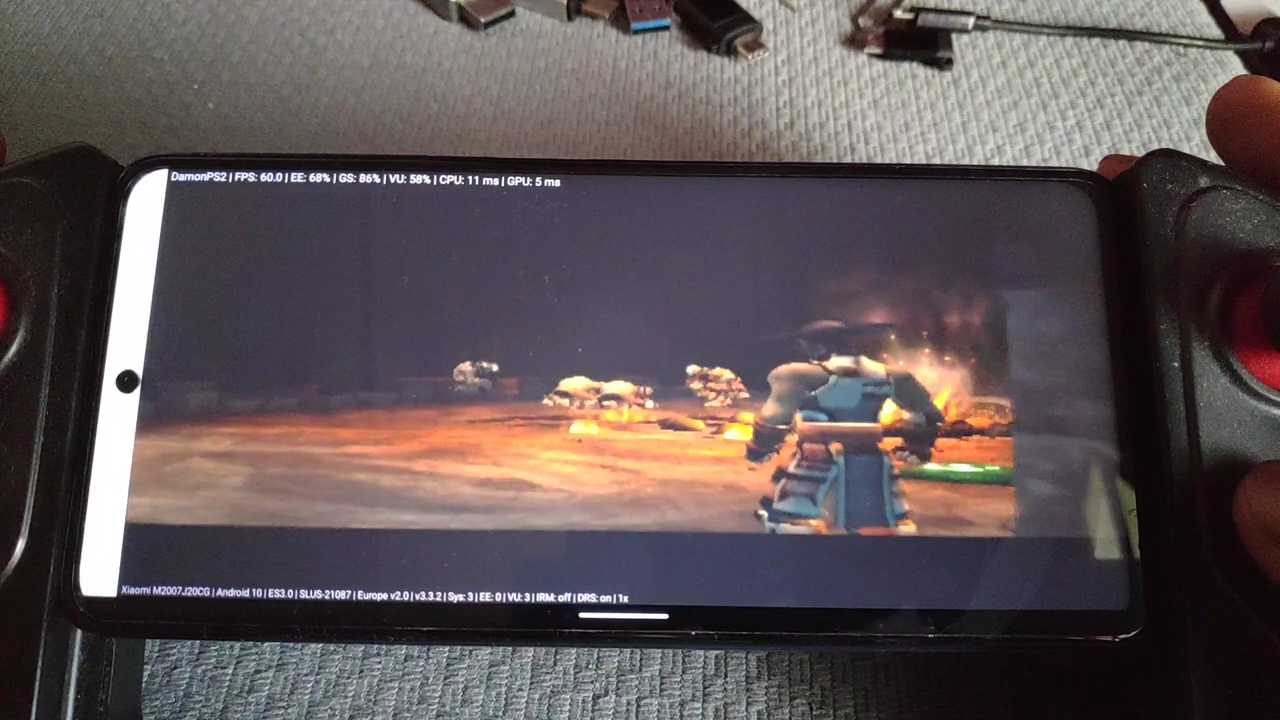 DamonPS2 | FPS: 60.0 | EE: 68% | GS: 86% | VU: 58% | CPU: 11 ms | GPU: 5 ms
Xiaomi M2007J20CG | Android 10 | ES3.0 | SLUS-21087 | Europe v2.0 | v3.3.2 | Sys: 3 | EE: 0 | VU: 3 | IRM: off | DRS: on | 1x